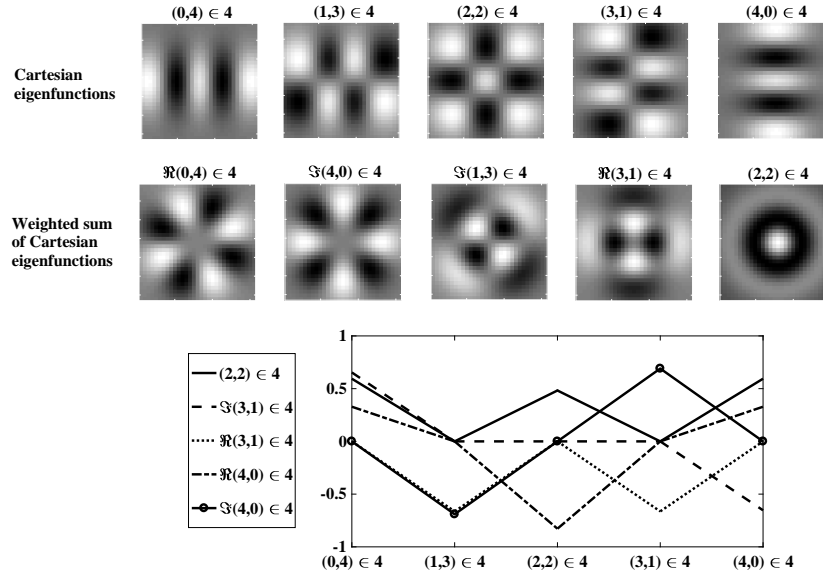 (0,4) ∈ 4 (1,3) ∈ 4 (2,2) ∈ 4 (3,1) ∈ 4 (4,0) ∈ 4
Cartesian
eigenfunctions
ℜ(0,4) ∈ 4 ℑ(4,0) ∈ 4 ℑ(1,3) ∈ 4 ℜ(3,1) ∈ 4 (2,2) ∈ 4
Weighted sum
of Cartesian
eigenfunctions
(2,2) ∈ 4
ℑ(3,1) ∈ 4
ℜ(3,1) ∈ 4
ℜ(4,0) ∈ 4
ℑ(4,0) ∈ 4
1
0.5
0
-0.5
-1
(0,4) ∈ 4 (1,3) ∈ 4 (2,2) ∈ 4 (3,1) ∈ 4 (4,0) ∈ 4